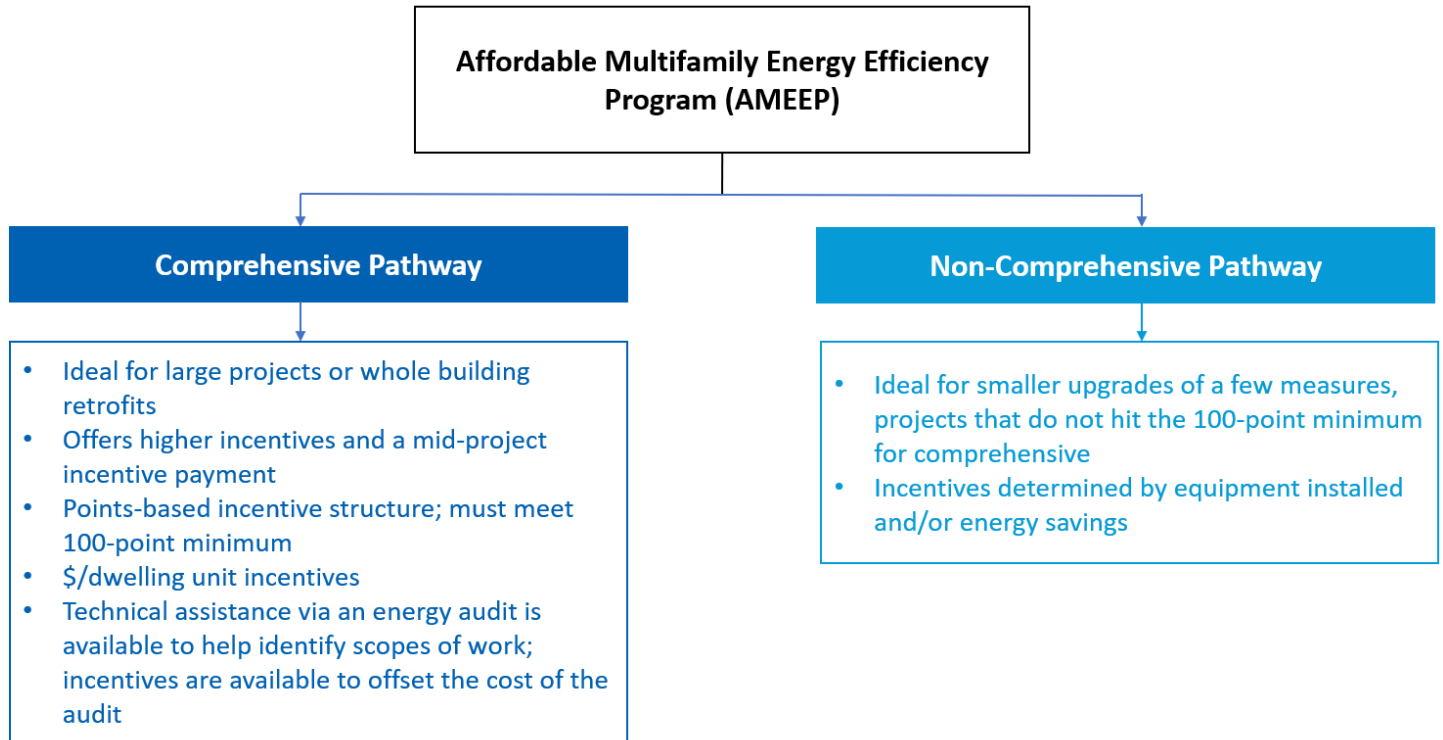 Affordable Multifamily Energy Efficiency
Program (AMEEP)
Comprehensive Pathway
• Ideal for large projects or whole building
retrofits
• Offers higher incentives and a mid-project
incentive payment
• Points-based incentive structure; must meet
100-point minimum
• $/dwelling unit incentives
• Technical assistance via an energy audit is
available to help identify scopes of work;
incentives are available to offset the cost of the
audit
Non-Comprehensive Pathway
• Ideal for smaller upgrades of a few measures,
projects that do not hit the 100-point minimum
for comprehensive
• Incentives determined by equipment installed
and/or energy savings